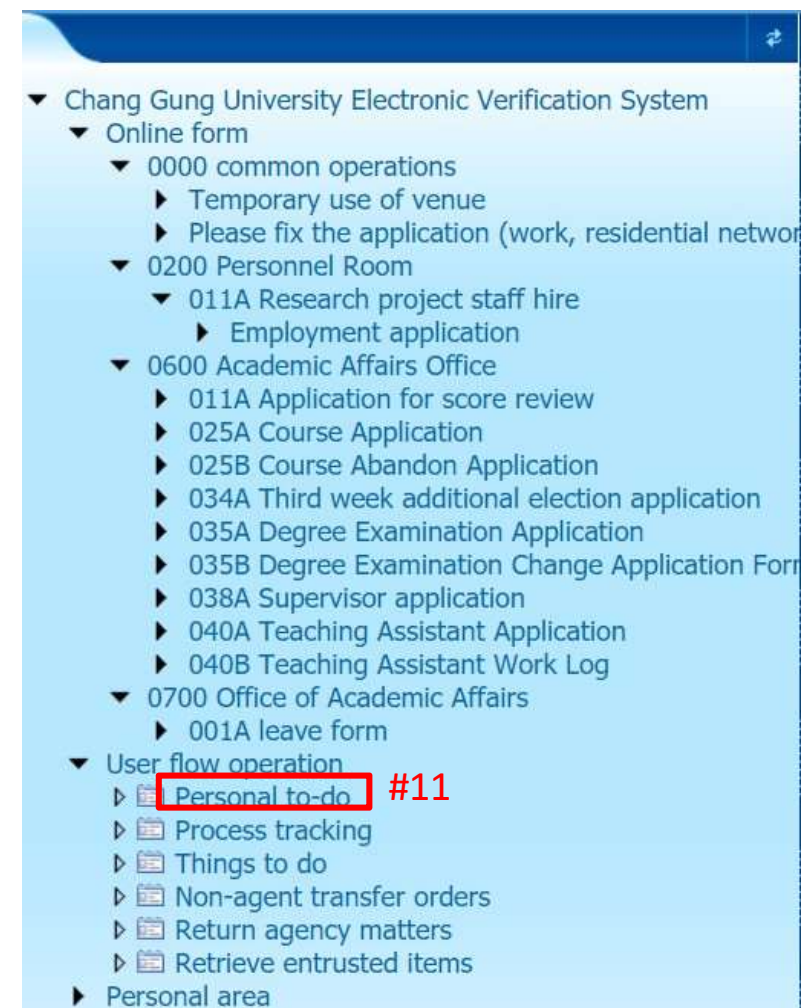 Chang Gung University Electronic Verification System
Online form
0000 common operations
Temporary use of venue
Please fix the application (work, residential networ
0200 Personnel Room
011A Research project staff hire
Employment application
0600 Academic Affairs Office
011A Application for score review
025A Course Application
025B Course Abandon Application
034A Third week additional election application
035A Degree Examination Application
035B Degree Examination Change Application Forr
038A Supervisor application
040A Teaching Assistant Application
040B Teaching Assistant Work Log
0700 Office of Academic Affairs
001A leave form
User flow operation
Personal to-do #11
Process tracking
Things to do
Non-agent transfer orders
Return agency matters
Retrieve entrusted items
Personal area